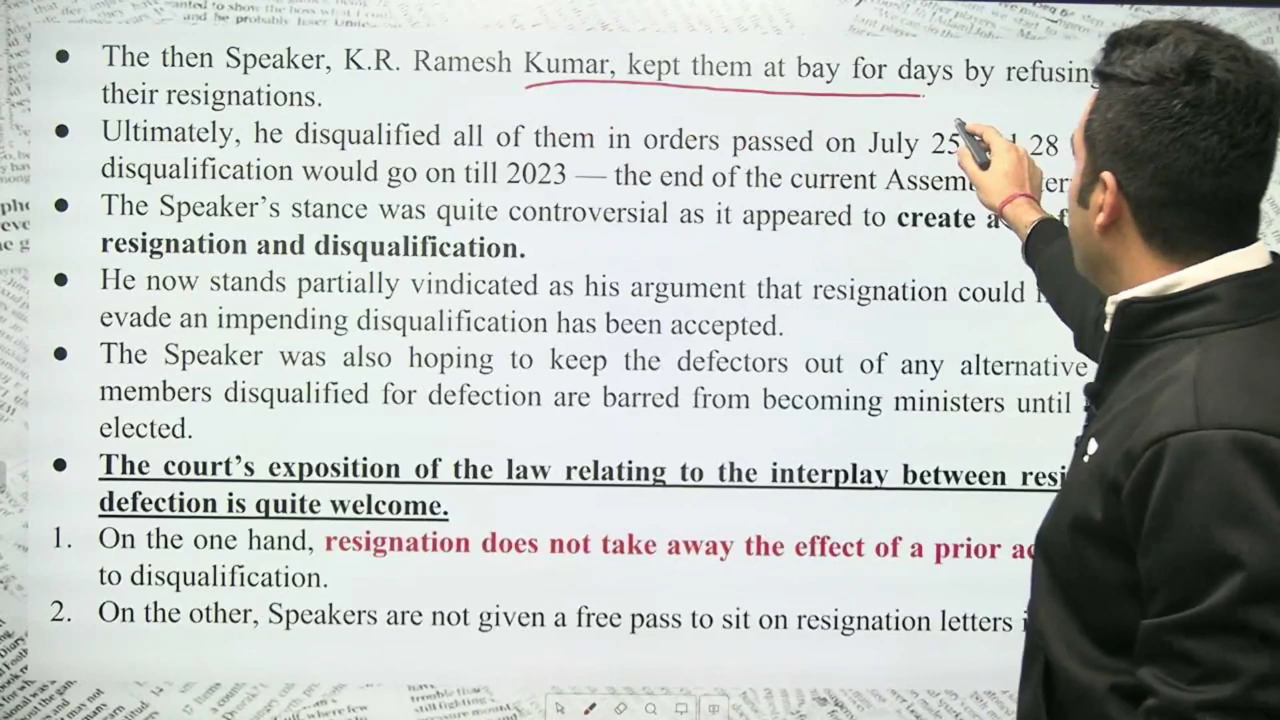 ● The then Speaker, K.R. Ramesh Kumar, kept them at bay for days by refusing
their resignations.
● Ultimately, he disqualified all of them in orders passed on July 25 28
disqualification would go on till 2023 — the end of the current
● The Speaker’s stance was quite controversial as it appeared to create a
resignation and disqualification.
● He now stands partially vindicated as his argument that resignation could
evade an impending disqualification has been accepted.
● The Speaker was also hoping to keep the defectors out of any alternative
members disqualified for defection are barred from becoming ministers until
elected.
● The court’s exposition of the law relating to the interplay between
defection is quite welcome.
1. On the one hand, resignation does not take away the effect of a prior
to disqualification.
2. On the other, Speakers are not given a free pass to sit on resignation letters